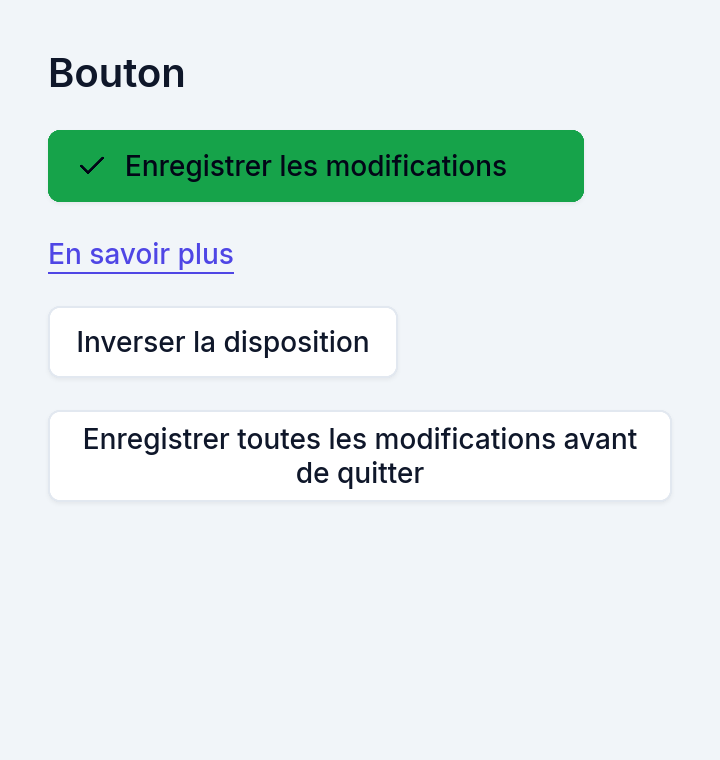 Bouton
Enregistrer les modifications
En savoir plus
Inverser la disposition
Enregistrer toutes les modifications avant
de quitter